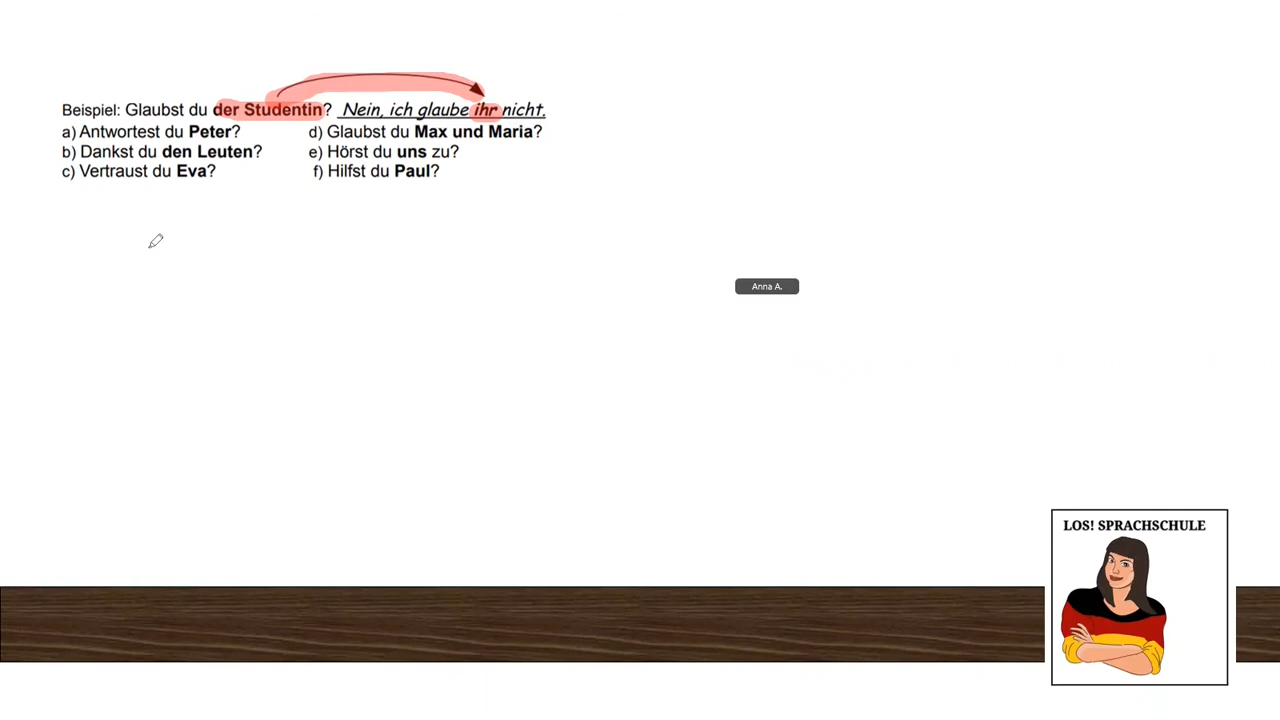 Beispiel: Glaubst du der Studentin? Nein, ich glaube ihr nicht.
a) Antwortest du Peter?
b) Dankst du den Leuten?
c) Vertraust du Eva?
d) Glaubst du Max und Maria?
e) Hörst du uns zu?
f) Hilfst du Paul?
Anna A.
LOS! SPRACHSCHULE